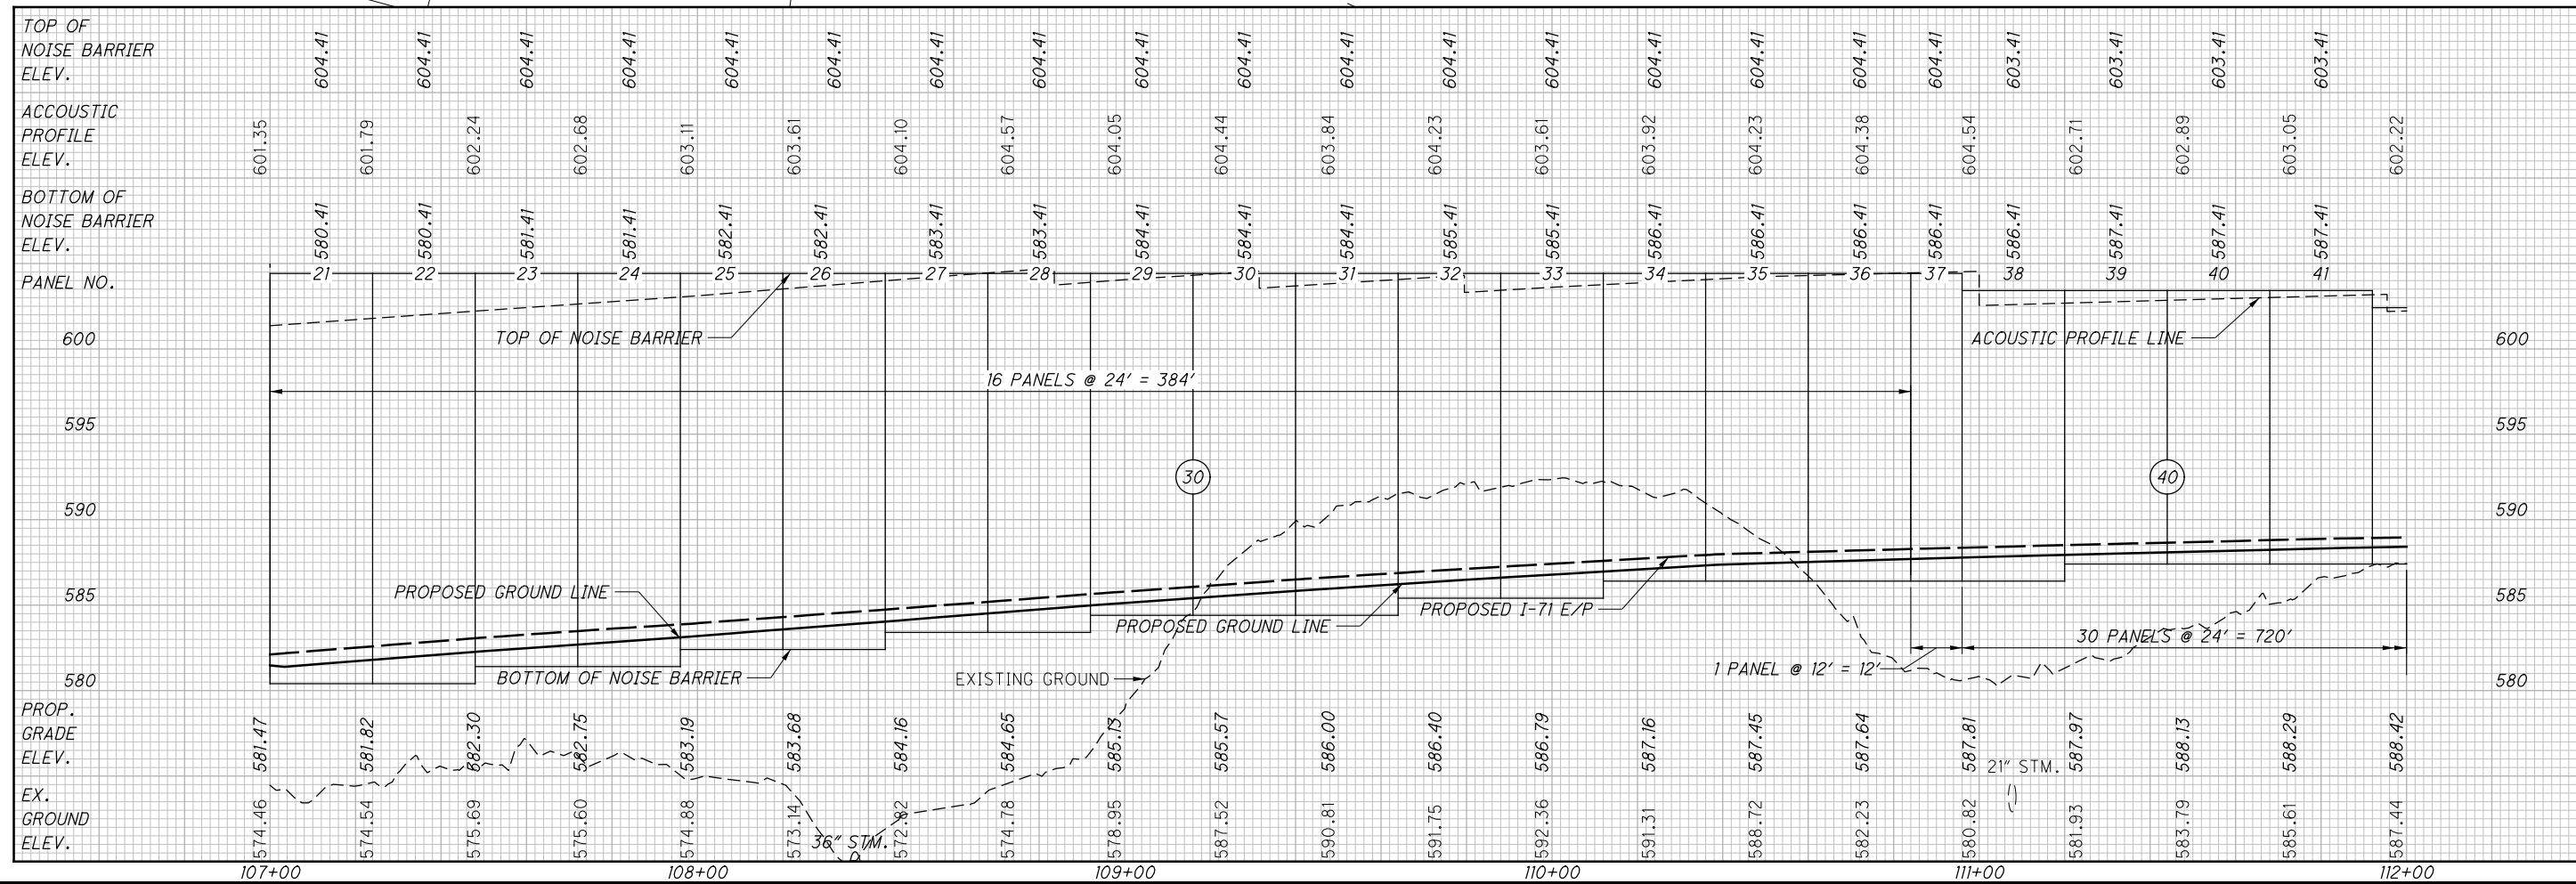 TOP OF
NOISE BARRIER
ELEV.
604.41 604.41 604.41 604.41 604.41 604.41 604.41 604.41 604.41 604.41 604.41 604.41 604.41 604.41 604.41 604.41 604.41 603.41 603.41 603.41 603.41
ACCOUSTIC
PROFILE
ELEV.
601.35 601.79 602.24 602.68 603.11 603.61 604.10 604.57 604.05 604.44 603.84 604.23 603.61 603.92 604.23 604.38 604.54 602.71 602.89 603.05 602.22
BOTTOM OF
NOISE BARRIER
ELEV.
580.41 580.41 581.41 581.41 582.41 582.41 583.41 583.41 584.41 584.41 584.41 585.41 585.41 586.41 586.41 586.41 586.41 586.41 587.41 587.41 587.41
PANEL NO.
21 22 23 24 25 26 27 28 29 30 31 32 33 34 35 36 37 38 39 40 41
600 TOP OF NOISE BARRIER ACOUSTIC PROFILE LINE 600
16 PANELS @ 24' = 384'
595 595
30 40
590 590
585 PROPOSED GROUND LINE 585
PROPOSED I-71 E/P
PROPOSED GROUND LINE
30 PANELS @ 24' = 720'
1 PANEL @ 12' = 12'
580 BOTTOM OF NOISE BARRIER EXISTING GROUND 580
PROP.
GRADE
ELEV.
581.47 581.82 582.30 582.75 583.19 583.68 584.16 584.65 585.13 585.57 586.00 586.40 586.79 587.16 587.45 587.64 587.81 587.97 588.13 588.29 588.42
21" STM.
EX.
GROUND
ELEV.
574.46 574.54 575.69 575.60 574.88 573.14 572.82 574.78 578.95 587.52 590.81 591.75 592.36 591.31 588.72 582.23 580.82 581.93 583.79 585.61 587.44
36" STM.
107+00 108+00 109+00 110+00 111+00 112+00